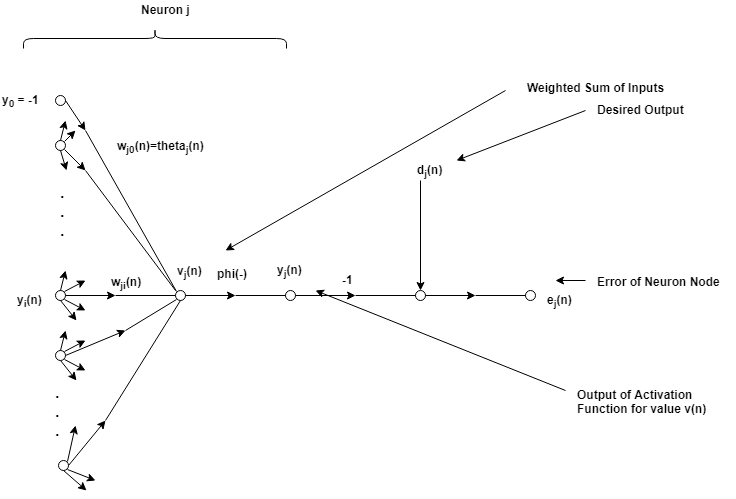 Neuron j
Weighted Sum of Inputs
y0 = -1
Desired Output
wj0(n)=thetaj(n)
dj(n)
vj(n)
phi(-)
yj(n)
wji(n)
-1
Error of Neuron Node
yi(n)
ej(n)
Output of Activation
Function for value v(n)